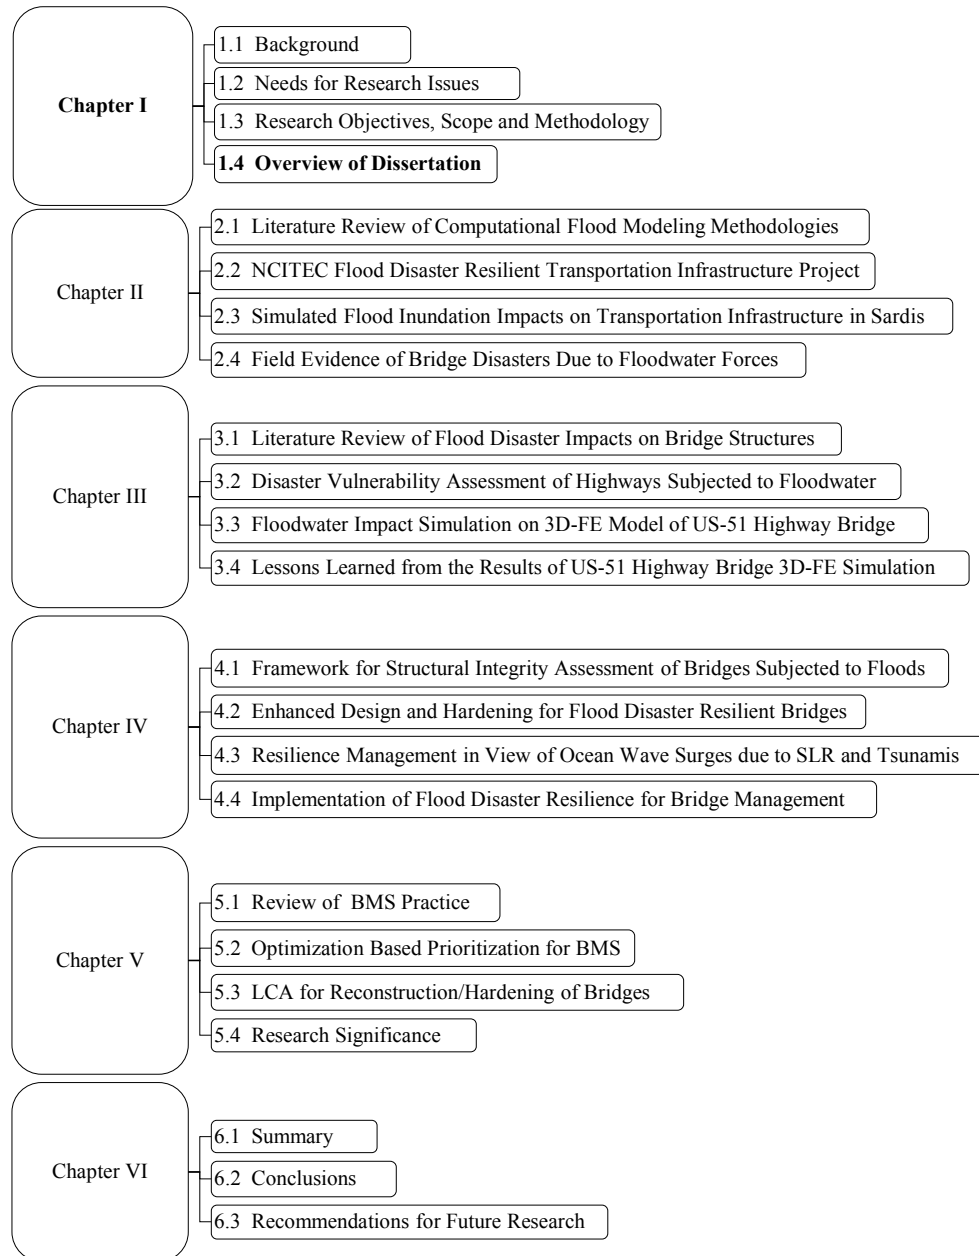 Chapter I
1.1 Background
1.2 Needs for Research Issues
1.3 Research Objectives, Scope and Methodology
1.4 Overview of Dissertation
Chapter II
2.1 Literature Review of Computational Flood Modeling Methodologies
2.2 NCITEC Flood Disaster Resilient Transportation Infrastructure Project
2.3 Simulated Flood Inundation Impacts on Transportation Infrastructure in Sardis
2.4 Field Evidence of Bridge Disasters Due to Floodwater Forces
Chapter III
3.1 Literature Review of Flood Disaster Impacts on Bridge Structures
3.2 Disaster Vulnerability Assessment of Highways Subjected to Floodwater
3.3 Floodwater Impact Simulation on 3D-FE Model of US-51 Highway Bridge
3.4 Lessons Learned from the Results of US-51 Highway Bridge 3D-FE Simulation
Chapter IV
4.1 Framework for Structural Integrity Assessment of Bridges Subjected to Floods
4.2 Enhanced Design and Hardening for Flood Disaster Resilient Bridges
4.3 Resilience Management in View of Ocean Wave Surges due to SLR and Tsunamis
4.4 Implementation of Flood Disaster Resilience for Bridge Management
Chapter V
5.1 Review of BMS Practice
5.2 Optimization Based Prioritization for BMS
5.3 LCA for Reconstruction/Hardening of Bridges
5.4 Research Significance
Chapter VI
6.1 Summary
6.2 Conclusions
6.3 Recommendations for Future Research